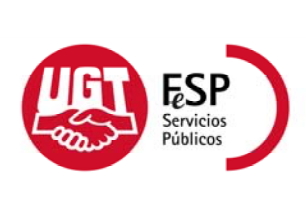 UGT
FeSP
Servicios
Públicos